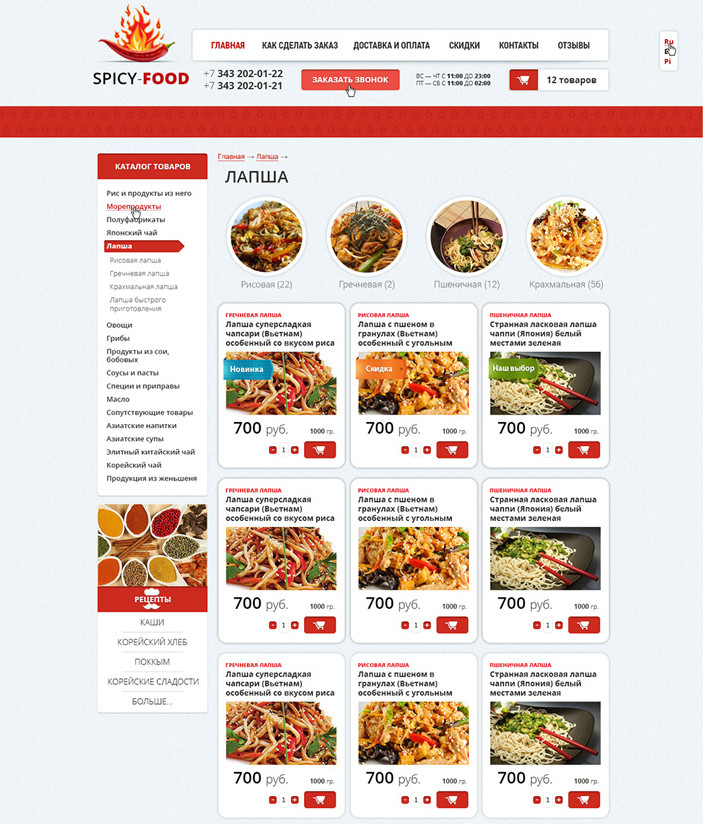 SPICY-FOOD
ГЛАВНАЯ
КАК СДЕЛАТЬ ЗАКАЗ
ДОСТАВКА И ОПЛАТА
СКИДКИ
КОНТАКТЫ
ОТЗЫВЫ
Ru
Pi
+7 343 202-01-22
+7 343 202-01-21
ЗАКАЗАТЬ ЗВОНОК
ВС — ЧТ С 11:00 ДО 23:00
ПТ — СБ С 11:00 ДО 02:00
12 товаров
КАТАЛОГ ТОВАРОВ
Рис и продукты из него
Морепродукты
Полуфабрикаты
Японский чай
Лапша
Рисовая лапша
Гречневая лапша
Крахмальная лапша
Лапша быстрого
приготовления
Овощи
Грибы
Продукты из сои,
бобовых
Соусы и пасты
Специи и приправы
Масло
Сопутствующие товары
Азиатские напитки
Азиатские супы
Элитный китайский чай
Корейский чай
Продукция из женьшеня
РЕЦЕПТЫ
КАШИ
КОРЕЙСКИЙ ХЛЕБ
ПОККЫМ
КОРЕЙСКИЕ СЛАДОСТИ
БОЛЬШЕ...
Главная → Лапша →
ЛАПША
Рисовая (22)
Гречневая (2)
Пшеничная (12)
Крахмальная (56)
ГРЕЧНЕВАЯ ЛАПША
Лапша суперсладкая
чапсари (Вьетнам)
особенный со вкусом риса
Новинка
700 руб.
1000 гр.
- 1 +
РИСОВАЯ ЛАПША
Лапша с пшеном в
гранулах (Вьетнам)
особенный с угольным
Скидка
700 руб.
1000 гр.
- 1 +
ПШЕНИЧНАЯ ЛАПША
Странная ласковая лапша
чаппи (Япония) белый
местами зеленая
Наш выбор
700 руб.
1000 гр.
- 1 +
ГРЕЧНЕВАЯ ЛАПША
Лапша суперсладкая
чапсари (Вьетнам)
особенный со вкусом риса
700 руб.
1000 гр.
- 1 +
РИСОВАЯ ЛАПША
Лапша с пшеном в
гранулах (Вьетнам)
особенный с угольным
700 руб.
1000 гр.
- 1 +
ПШЕНИЧНАЯ ЛАПША
Странная ласковая лапша
чаппи (Япония) белый
местами зеленая
700 руб.
1000 гр.
- 1 +
ГРЕЧНЕВАЯ ЛАПША
Лапша суперсладкая
чапсари (Вьетнам)
особенный со вкусом риса
700 руб.
1000 гр.
- 1 +
РИСОВАЯ ЛАПША
Лапша с пшеном в
гранулах (Вьетнам)
особенный с угольным
700 руб.
1000 гр.
- 1 +
ПШЕНИЧНАЯ ЛАПША
Странная ласковая лапша
чаппи (Япония) белый
местами зеленая
700 руб.
1000 гр.
- 1 +